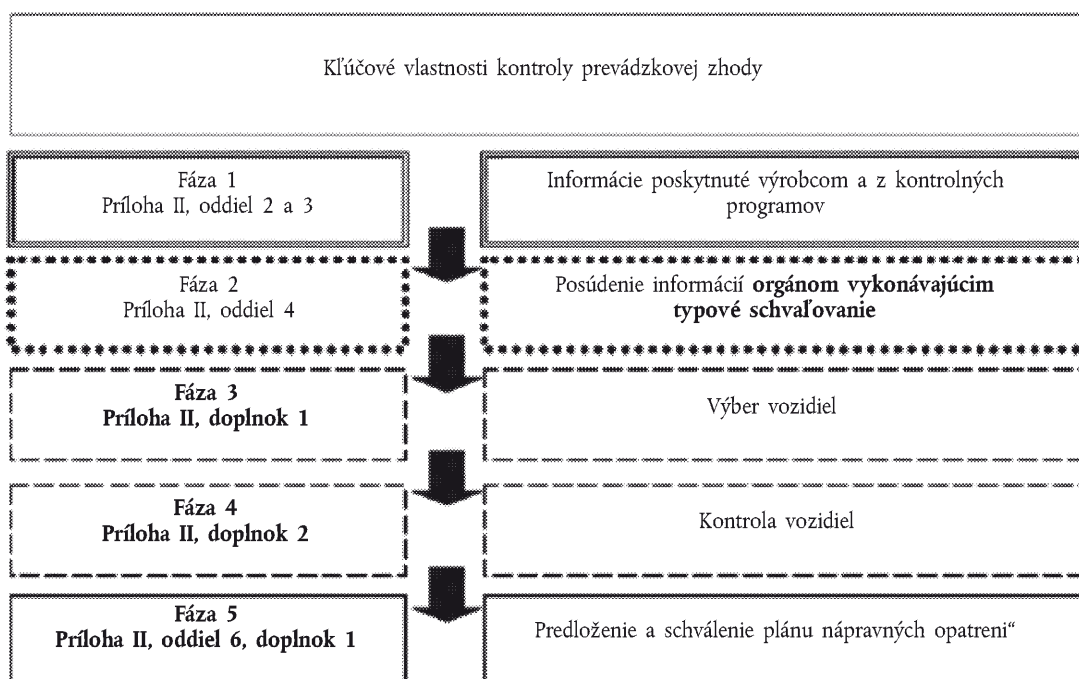 Kľúčové vlastnosti kontroly prevádzkovej zhody
Fáza 1
Príloha II, oddiel 2 a 3
Informácie poskytnuté výrobcom a z kontrolných
programov
Fáza 2
Príloha II, oddiel 4
Posúdenie informácií orgánom vykonávajúcim
typové schvaľovanie
Fáza 3
Príloha II, doplnok 1
Výber vozidiel
Fáza 4
Príloha II, doplnok 2
Kontrola vozidiel
Fáza 5
Príloha II, oddiel 6, doplnok 1
Predloženie a schválenie plánu nápravných opatreni“